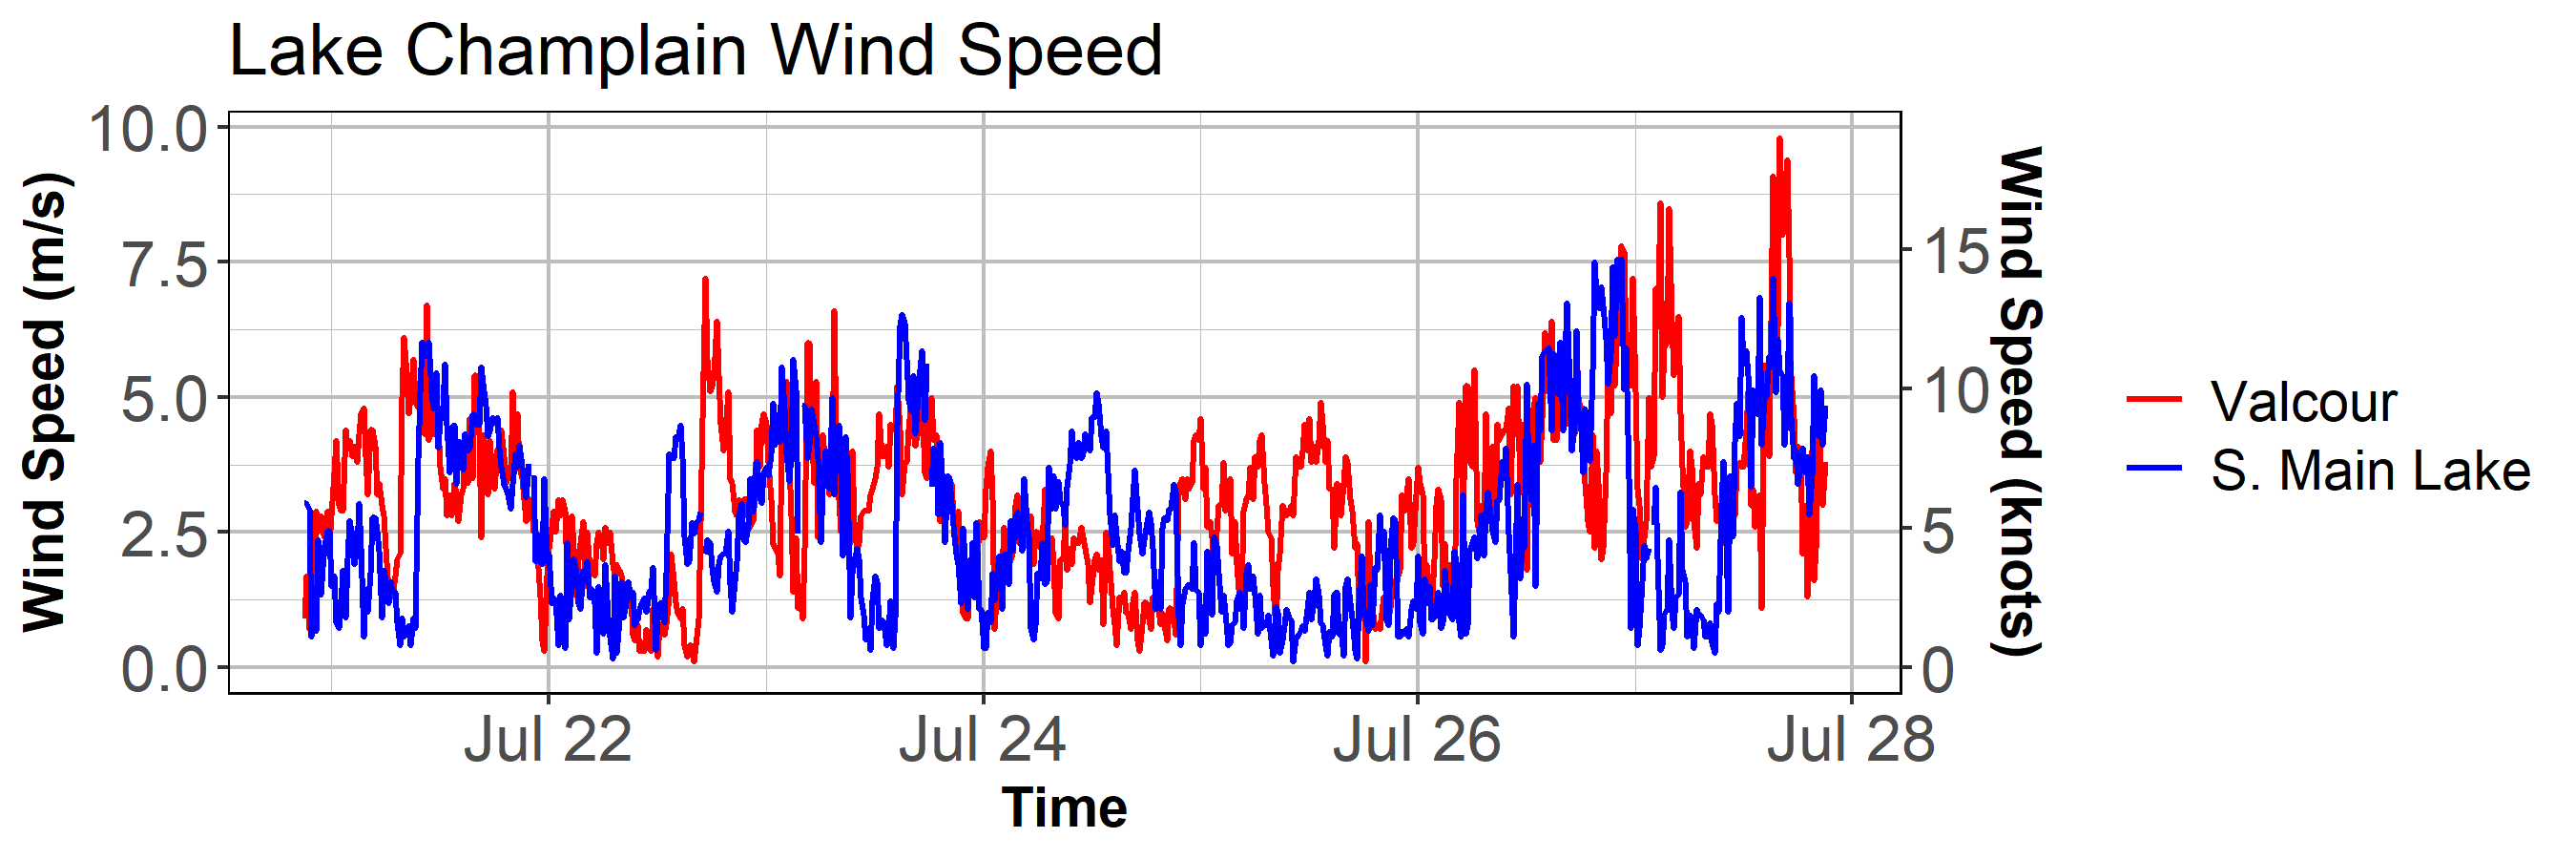 Lake Champlain Wind Speed
Wind Speed (m/s)
10.0
7.5
5.0
2.5
0.0
Jul 22
Jul 24
Jul 26
Jul 28
Time
15
10
5
0
Wind Speed (knots)
Valcour
S. Main Lake